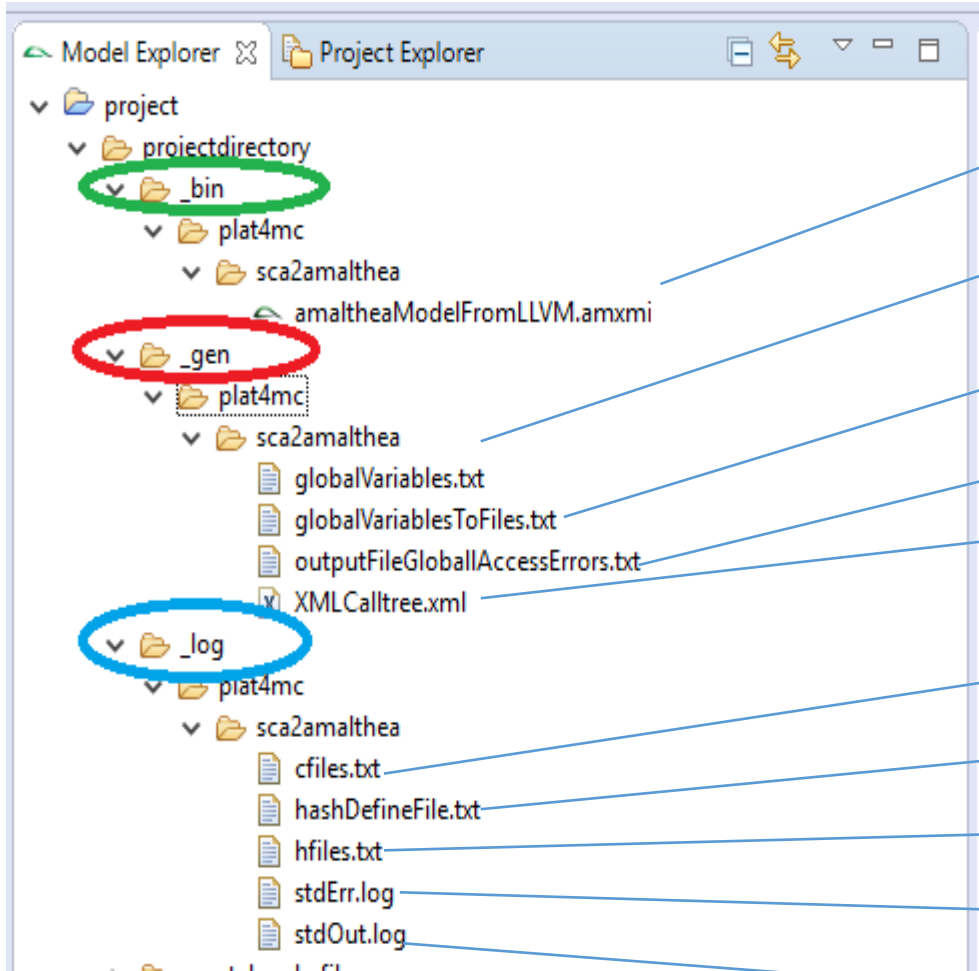 Model Explorer Project Explorer
project
projectdirectory
_bin
plat4mc
sca2amalthea
amaltheaModelFromLLVM.amxmi
_gen
plat4mc
sca2amalthea
globalVariables.txt
globalVariablesToFiles.txt
outputFileGloballAccessErrors.txt
XMLCalltree.xml
_log
plat4mc
sca2amalthea
cfiles.txt
hashDefineFile.txt
hfiles.txt
stdErr.log
stdOut.log